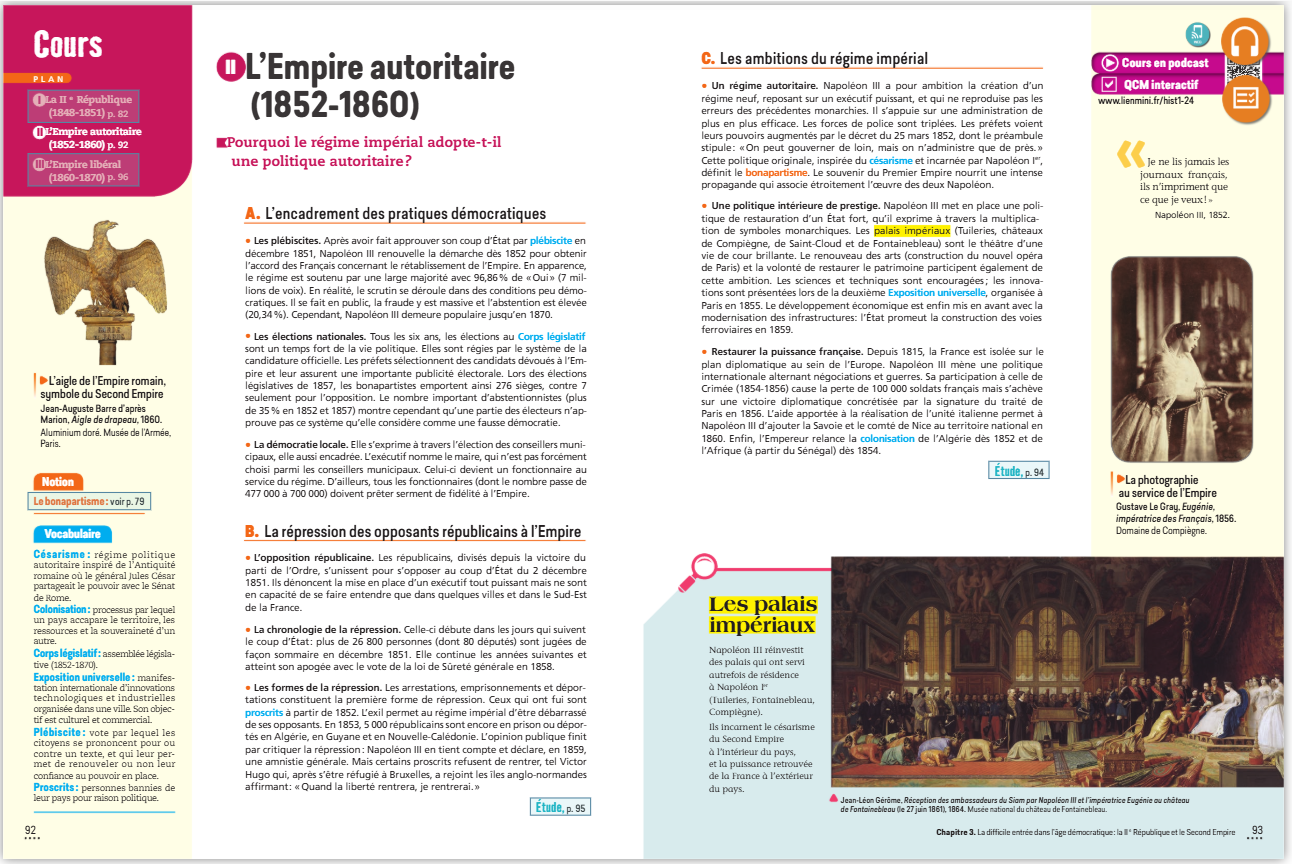 Cours
PLAN
I La IIe République
(1848-1851) p. 82
II L'Empire autoritaire
(1852-1860) p. 92
III L'Empire libéral
(1860-1870) p. 96
L'aigle de l'Empire romain,
symbole du Second Empire
Jean-Auguste Barre d'après
Marion, Aigle de drapeau, 1860.
Aluminium doré. Musée de l'Armée,
Paris.
Notion
Le bonapartisme : voir p. 79
Vocabulaire
Césarisme : régime politique
autoritaire inspiré de l'Antiquité
romaine où le général Jules César
partageait le pouvoir avec le Sénat
de Rome.
Colonisation : processus par lequel
un pays accapare le territoire, les
ressources et la souveraineté d'un
autre.
Corps législatif : assemblée législa-
tive (1852-1870).
Exposition universelle : manifes-
tation internationale d'innovations
technologiques et industrielles
organisée dans une ville. Son objec-
tif est culturel et commercial.
Plébiscite : vote par lequel les
citoyens se prononcent pour ou
contre un texte, et qui leur per-
met de renouveler ou non leur
confiance au pouvoir en place.
Proscrits : personnes bannies de
leur pays pour raison politique.
92
II L'Empire autoritaire
(1852-1860)
Pourquoi le régime impérial adopte-t-il
une politique autoritaire ?
A. L'encadrement des pratiques démocratiques
• Les plébiscites. Après avoir fait approuver son coup d'État par plébiscite en
décembre 1851, Napoléon III renouvelle la démarche dès 1852 pour obtenir
l'accord des Français concernant le rétablissement de l'Empire. En apparence,
le régime est soutenu par une large majorité avec 96,86 % de « Oui » (7 mil-
lions de voix). En réalité, le scrutin se déroule dans des conditions peu démo-
cratiques. Il se fait en public, la fraude y est massive et l'abstention est élevée
(20,34 %). Cependant, Napoléon III demeure populaire jusqu'en 1870.
• Les élections nationales. Tous les six ans, les élections au Corps législatif
sont un temps fort de la vie politique. Elles sont régies par le système de la
candidature officielle. Les préfets sélectionnent des candidats dévoués à l'Em-
pire et leur assurent une importante publicité électorale. Lors des élections
législatives de 1857, les bonapartistes emportent ainsi 276 sièges, contre 7
seulement pour l'opposition. Le nombre important d'abstentionnistes (plus
de 35 % en 1852 et 1857) montre cependant qu'une partie des électeurs n'ap-
prouve pas ce système qu'elle considère comme une fausse démocratie.
• La démocratie locale. Elle s'exprime à travers l'élection des conseillers muni-
cipaux, elle aussi encadrée. L'exécutif nomme le maire, qui n'est pas forcément
choisi parmi les conseillers municipaux. Celui-ci devient un fonctionnaire au
service du régime. D'ailleurs, tous les fonctionnaires (dont le nombre passe de
477 000 à 700 000) doivent prêter serment de fidélité à l'Empire.
B. La répression des opposants républicains à l'Empire
• L'opposition républicaine. Les républicains, divisés depuis la victoire du
parti de l'Ordre, s'unissent pour s'opposer au coup d'État du 2 décembre
1851. Ils dénoncent la mise en place d'un exécutif tout puissant mais ne sont
en capacité de se faire entendre que dans quelques villes et dans le Sud-Est
de la France.
• La chronologie de la répression. Celle-ci débute dans les jours qui suivent
le coup d'État : plus de 26 800 personnes (dont 80 députés) sont jugées de
façon sommaire en décembre 1851. Elle continue les années suivantes et
atteint son apogée avec le vote de la loi de Sûreté générale en 1858.
• Les formes de la répression. Les arrestations, emprisonnements et dépor-
tations constituent la première forme de répression. Ceux qui ont fui sont
proscrits à partir de 1852. L'exil permet au régime impérial d'être débarrassé
de ses opposants. En 1853, 5 000 républicains sont encore en prison ou dépor-
tés en Algérie, en Guyane et en Nouvelle-Calédonie. L'opinion publique finit
par critiquer la répression : Napoléon III en tient compte et déclare, en 1859,
une amnistie générale. Mais certains proscrits refusent de rentrer, tel Victor
Hugo qui, après s'être réfugié à Bruxelles, a rejoint les îles anglo-normandes
affirmant : « Quand la liberté rentrera, je rentrerai. »
Étude, p. 95
C. Les ambitions du régime impérial
• Un régime autoritaire. Napoléon III a pour ambition la création d'un
régime neuf, reposant sur un exécutif puissant, et qui ne reproduise pas les
erreurs des précédentes monarchies. Il s'appuie sur une administration de
plus en plus efficace. Les forces de police sont triplées. Les préfets voient
leurs pouvoirs augmentés par le décret du 25 mars 1852, dont le préambule
stipule : « On peut gouverner de loin, mais on n'administre que de près. »
Cette politique originale, inspirée du césarisme et incarnée par Napoléon Ier,
définit le bonapartisme. Le souvenir du Premier Empire nourrit une intense
propagande qui associe étroitement l'œuvre des deux Napoléon.
• Une politique intérieure de prestige. Napoléon III met en place une poli-
tique de restauration d'un État fort, qu'il exprime à travers la multiplica-
tion de symboles monarchiques. Les palais impériaux (Tuileries, châteaux
de Compiègne, de Saint-Cloud et de Fontainebleau) sont le théâtre d'une
vie de cour brillante. Le renouveau des arts (construction du nouvel opéra
de Paris) et la volonté de restaurer le patrimoine participent également de
cette ambition. Les sciences et techniques sont encouragées ; les innova-
tions sont présentées lors de la deuxième Exposition universelle, organisée à
Paris en 1855. Le développement économique est enfin mis en avant avec la
modernisation des infrastructures : l'État promeut la construction des voies
ferroviaires en 1859.
• Restaurer la puissance française. Depuis 1815, la France est isolée sur le
plan diplomatique au sein de l'Europe. Napoléon III mène une politique
internationale alternant négociations et guerres. Sa participation à celle de
Crimée (1854-1856) cause la perte de 100 000 soldats français mais s'achève
sur une victoire diplomatique concrétisée par la signature du traité de
Paris en 1856. L'aide apportée à la réalisation de l'unité italienne permet à
Napoléon III d'ajouter la Savoie et le comté de Nice au territoire national en
1860. Enfin, l'Empereur relance la colonisation de l'Algérie dès 1852 et de
l'Afrique (à partir du Sénégal) dès 1854.
Étude, p. 94
Cours en podcast
QCM interactif
www.lienmini.fr/hist1-24
« Je ne lis jamais les
journaux français,
ils n'impriment que
ce que je veux ! »
Napoléon III, 1852.
La photographie
au service de l'Empire
Gustave Le Gray, Eugénie,
impératrice des Français, 1856.
Domaine de Compiègne.
Les palais
impériaux
Napoléon III réinvestit
des palais qui ont servi
autrefois de résidence
à Napoléon Ier
(Tuileries, Fontainebleau,
Compiègne).
Ils incarnent le césarisme
du Second Empire
à l'intérieur du pays,
et la puissance retrouvée
de la France à l'extérieur
du pays.
Jean-Léon Gérôme, Réception des ambassadeurs du Siam par Napoléon III et l'impératrice Eugénie au château
de Fontainebleau (le 27 juin 1861), 1864. Musée national du château de Fontainebleau.
Chapitre 3. La difficile entrée dans l'âge démocratique : la IIe République et le Second Empire
93